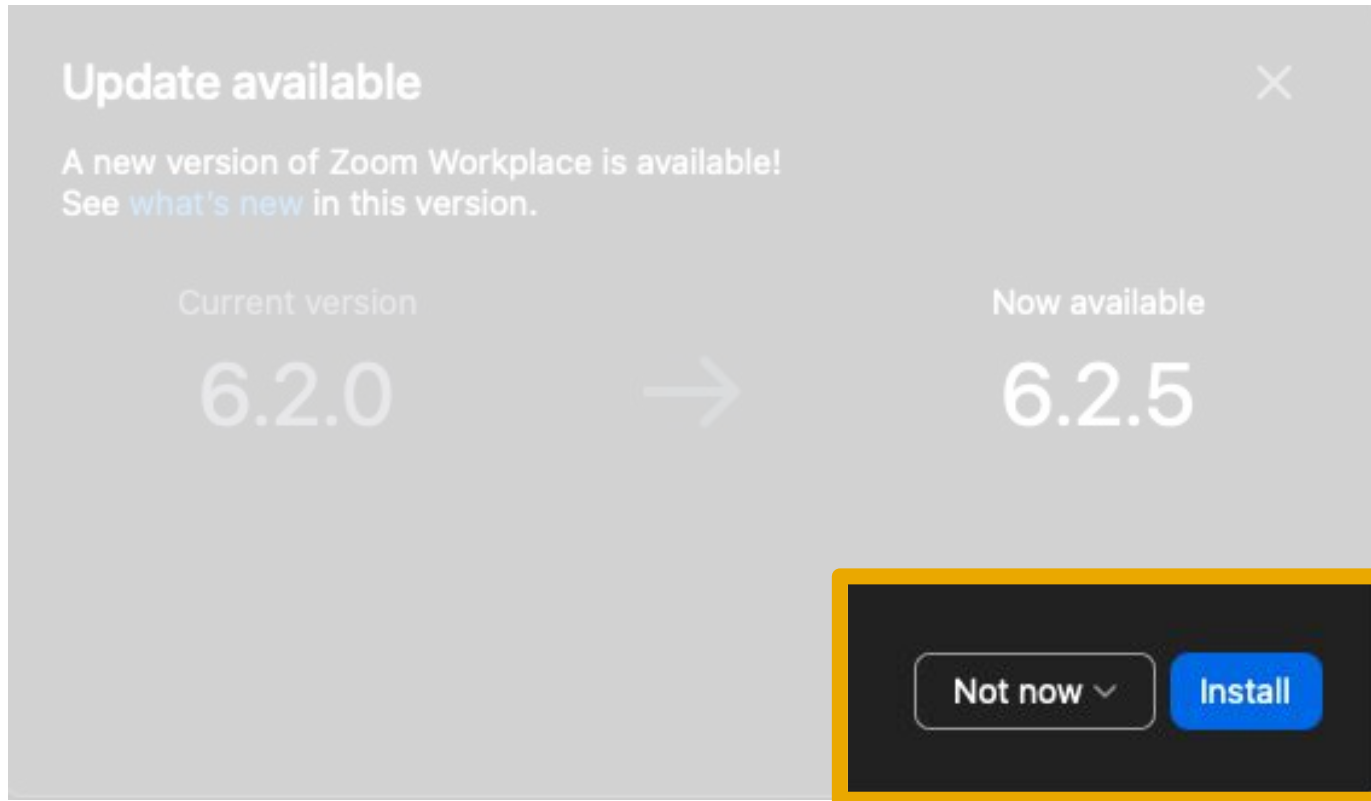 Update available
A new version of Zoom Workplace is available!
See what's new in this version.
Current version
Now available
6.2.0
6.2.5
Not now
Install